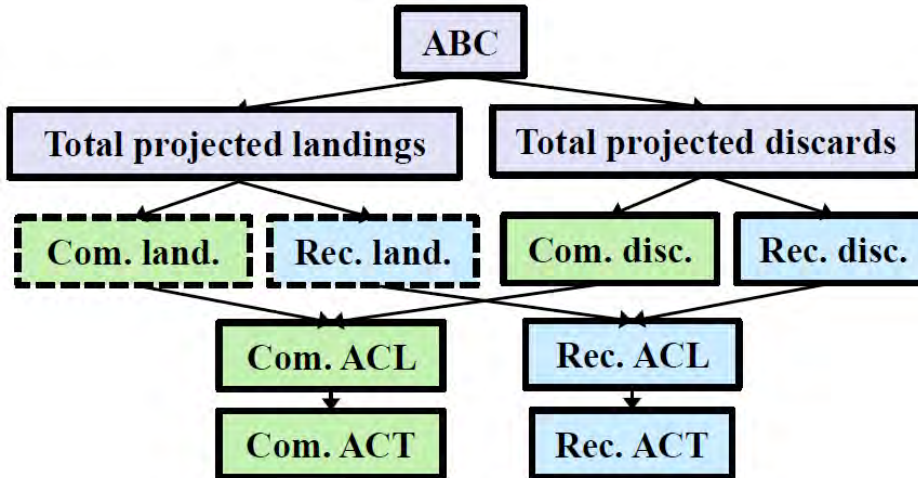 ABC
Total projected landings
Total projected discards
Com. land.
Rec. land.
Com. disc.
Rec. disc.
Com. ACL
Rec. ACL
Com. ACT
Rec. ACT